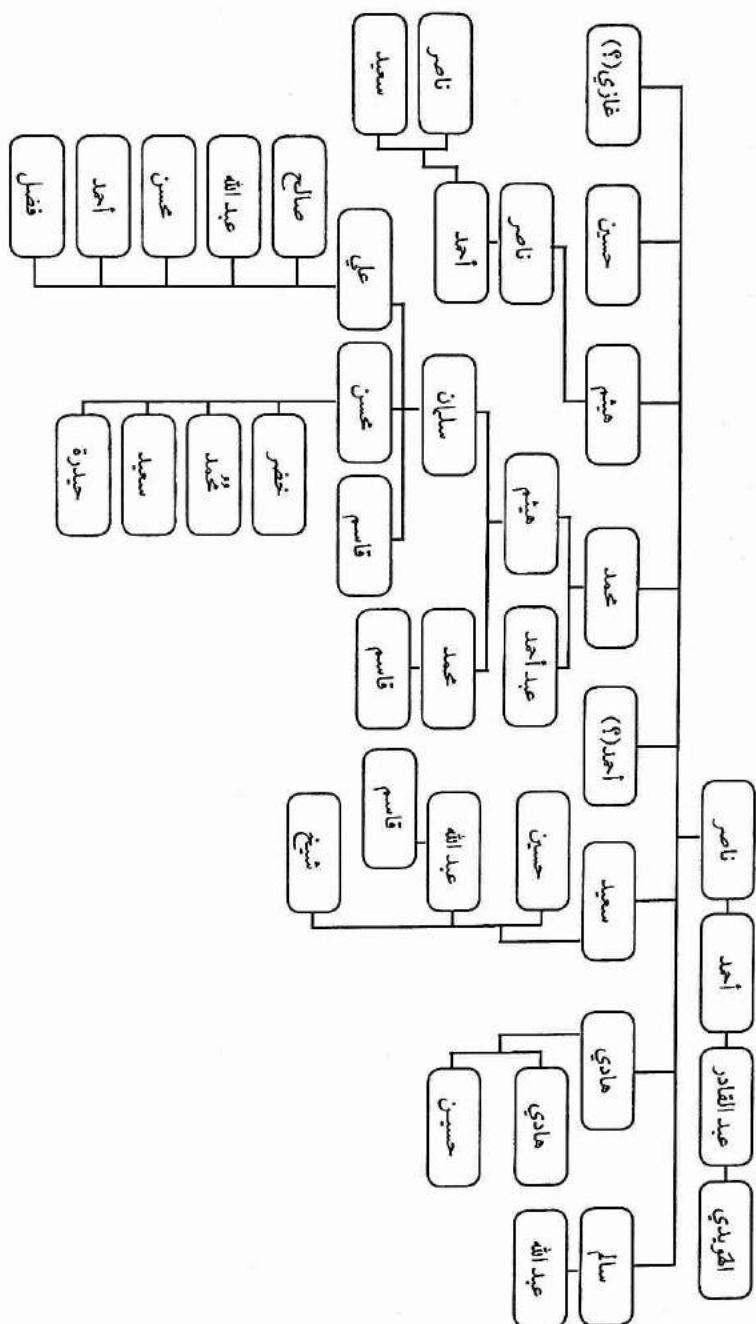 الهويدي
عبد القادر
أحمد
ناصر
سالم
هادي
سعيد
أحمد (؟)
محمد
هيثم
حسين
غازي (؟)
عبد الله
هادي
حسين
عبد أحمد
هيثم
ناصر
حسين
عبد الله
محمد
سلمان
أحمد
ناصر
قاسم
قاسم
سعيد
شيخ
قاسم
محسن
علي
خضر
صالح
مُحمد
عبد الله
سعيد
محسن
حيدرة
أحمد
فضل